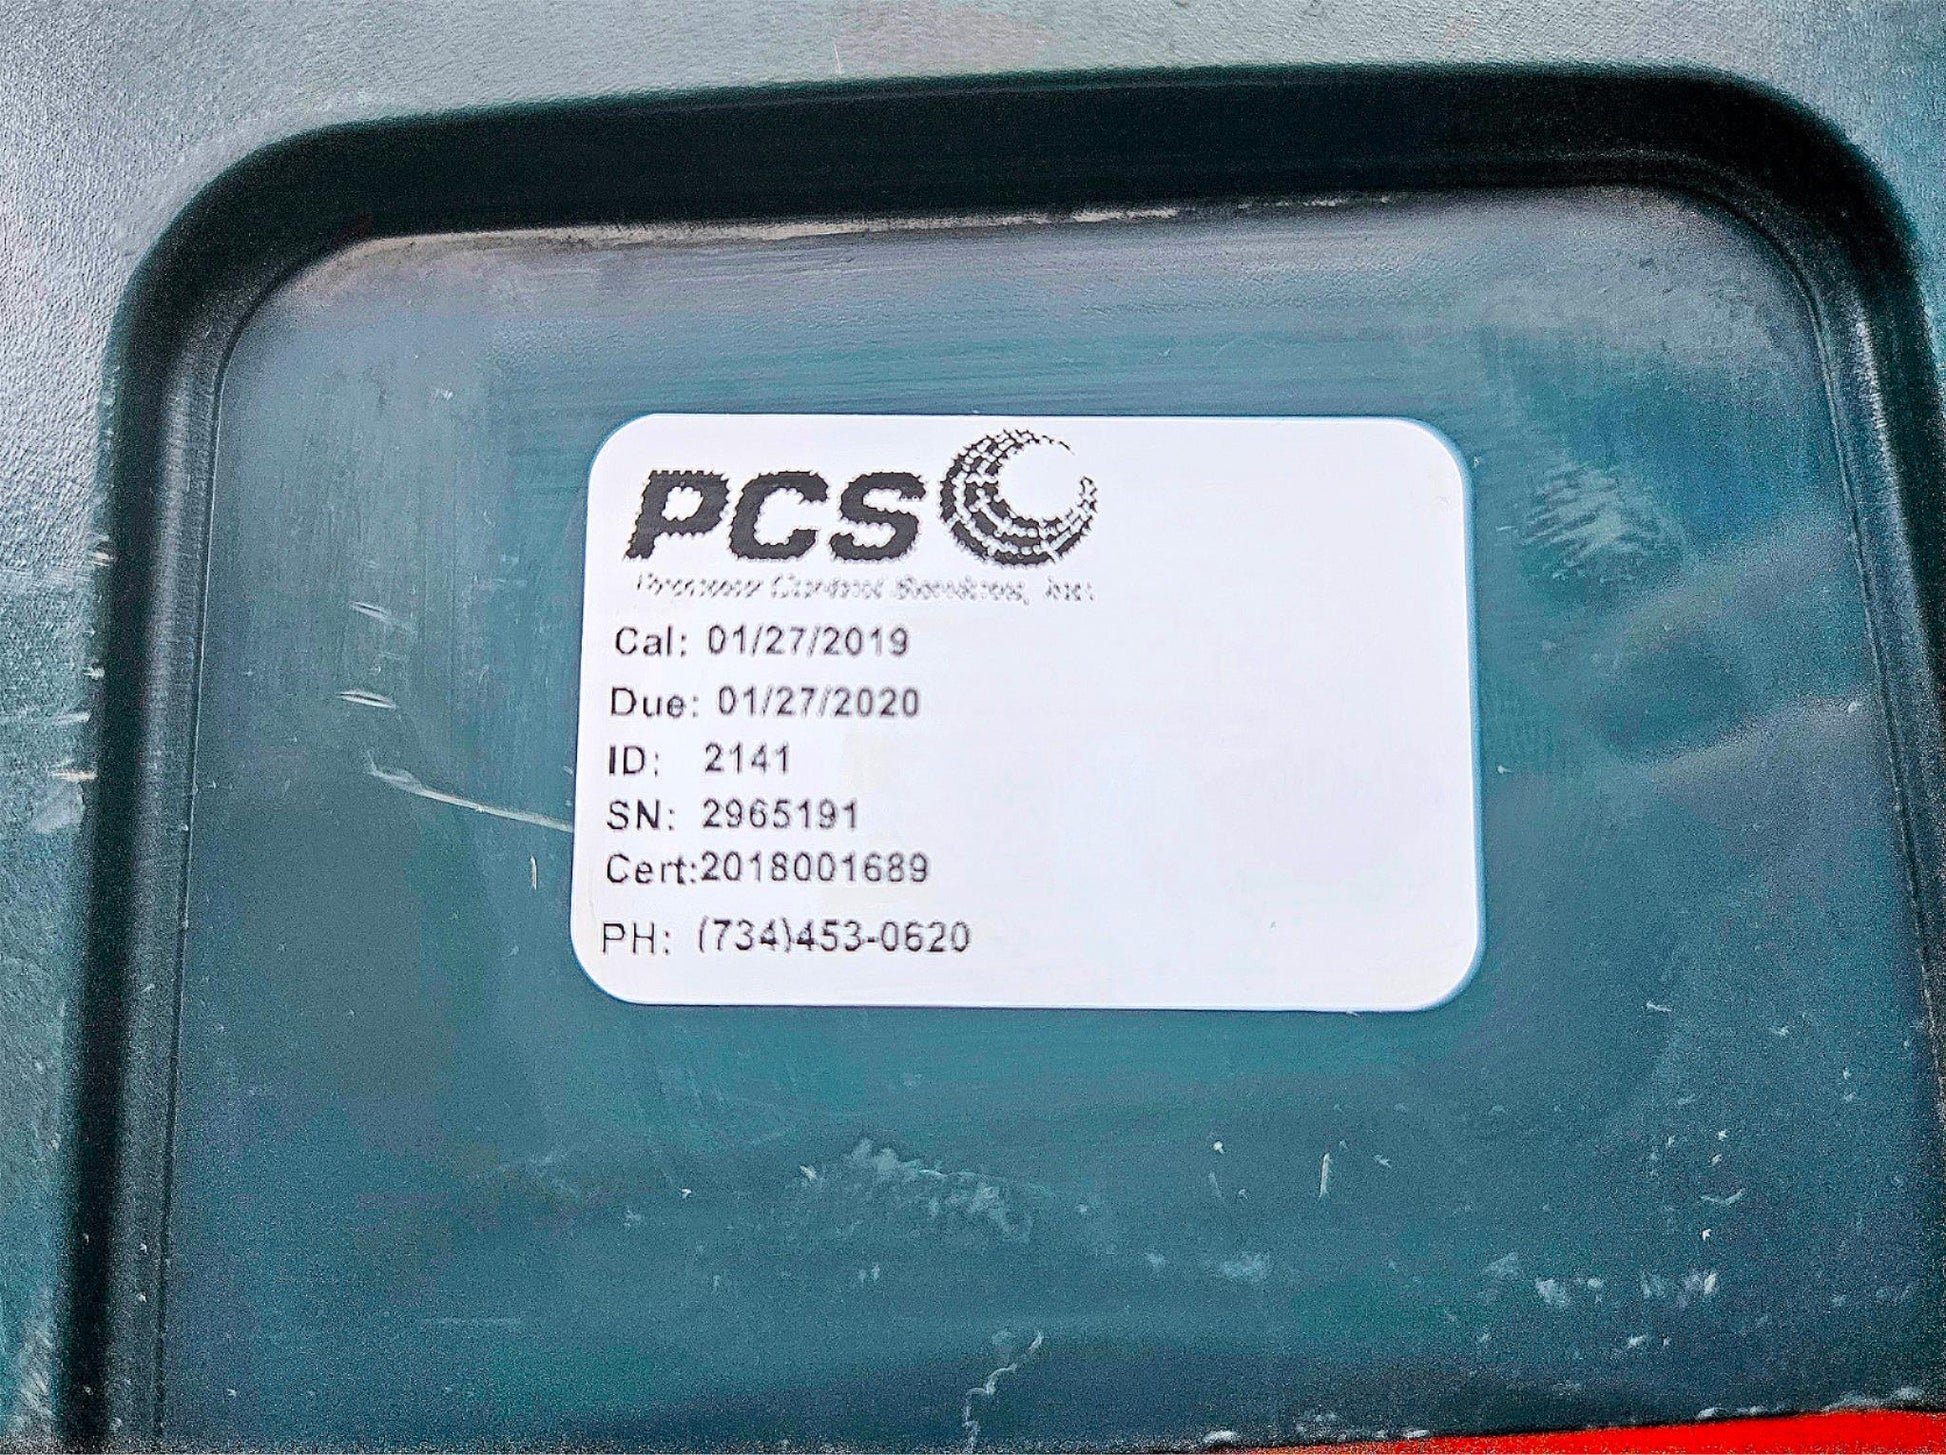 PCS
Cal: 01/27/2019
Due: 01/27/2020
ID: 2141
SN: 2965191
Cert:2018001689
PH: (734)453-0620